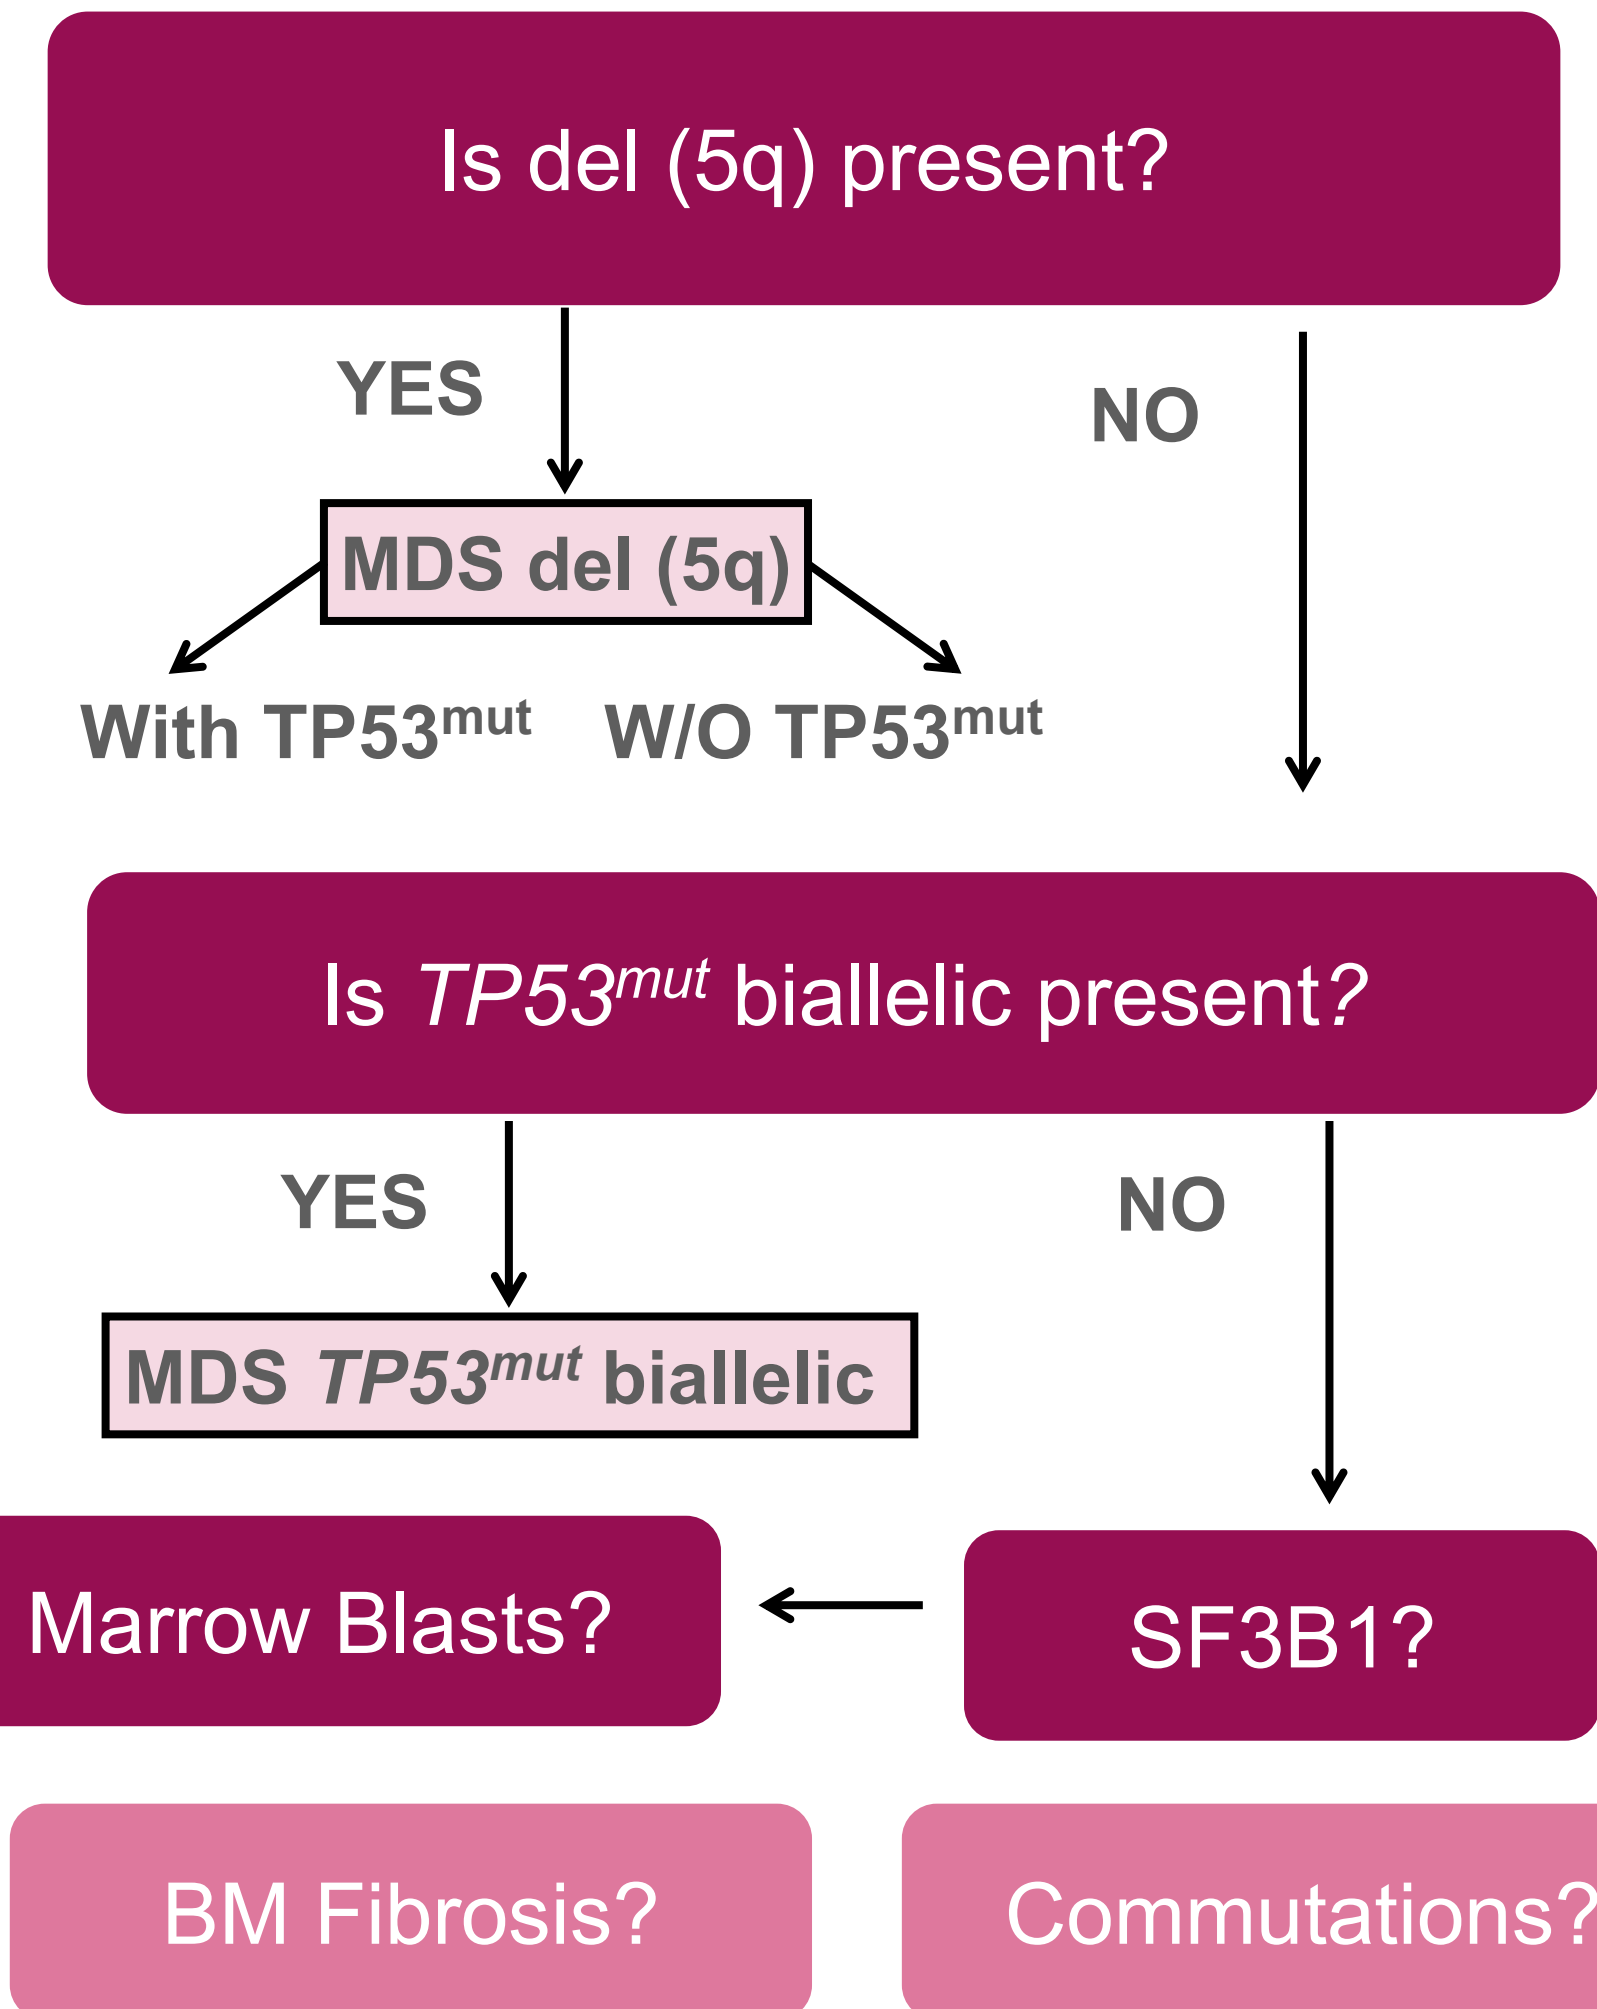 Is del (5q) present?
YES
NO
MDS del (5q)
With TP53mut
W/O TP53mut
Is TP53mut biallelic present?
YES
NO
MDS TP53mut biallelic
Marrow Blasts?
SF3B1?
BM Fibrosis?
Commutations?